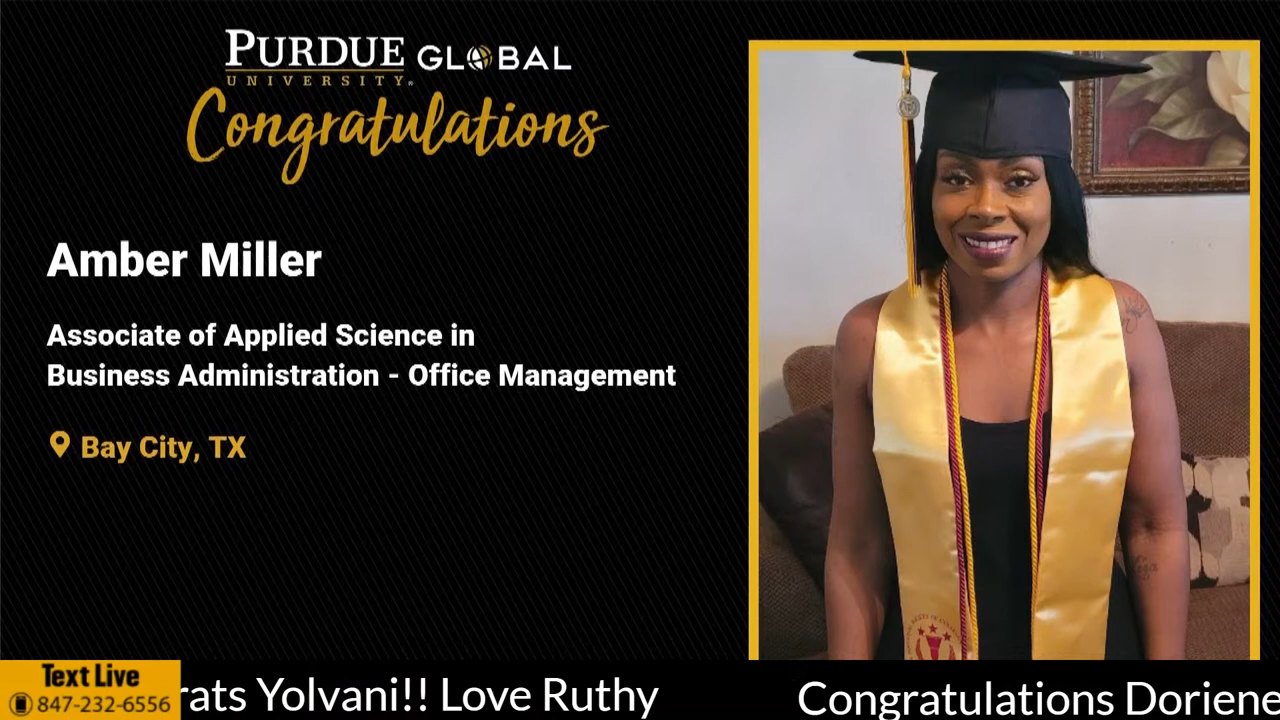 PURDUE GLOBAL
UNIVERSITY®
Congratulations
Amber Miller
Associate of Applied Science in
Business Administration - Office Management
Bay City, TX
Text Live
847-232-6556
rats Yolvani!! Love Ruthy
Congratulations Doriene